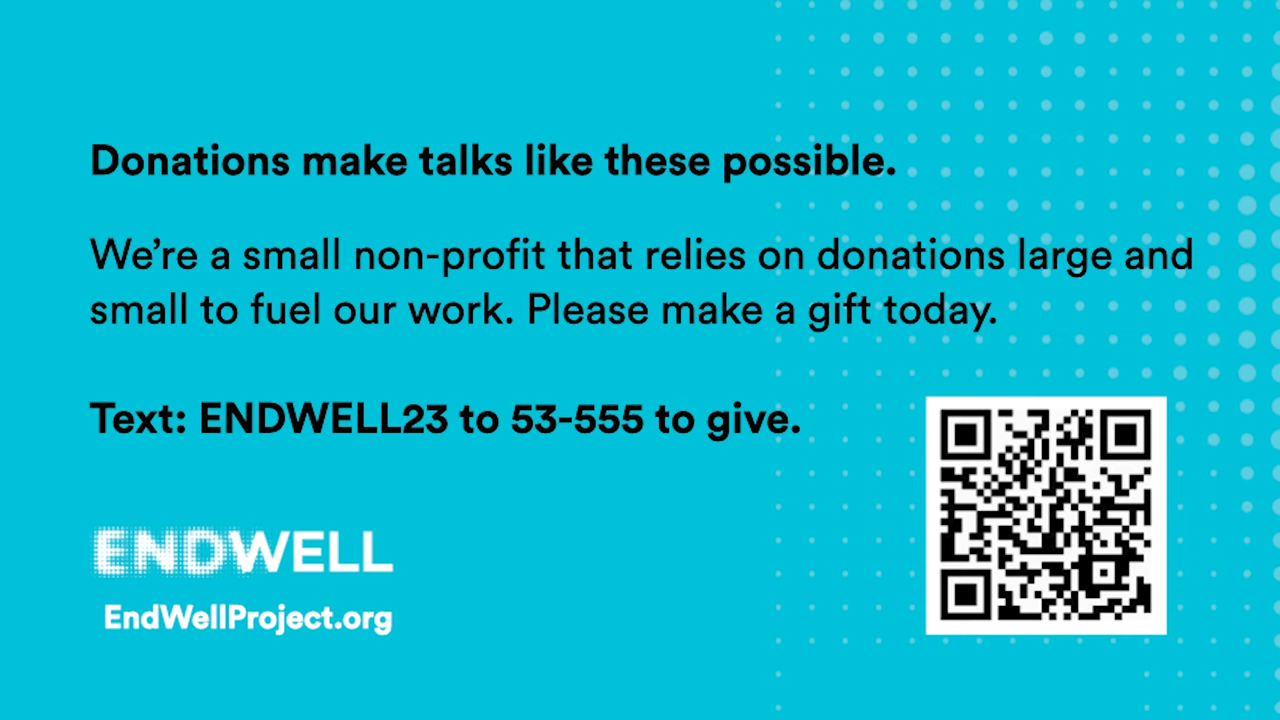 Donations make talks like these possible.
We’re a small non-profit that relies on donations large and
small to fuel our work. Please make a gift today.
Text: ENDWELL23 to 53-555 to give.
ENDWELL
EndWellProject.org